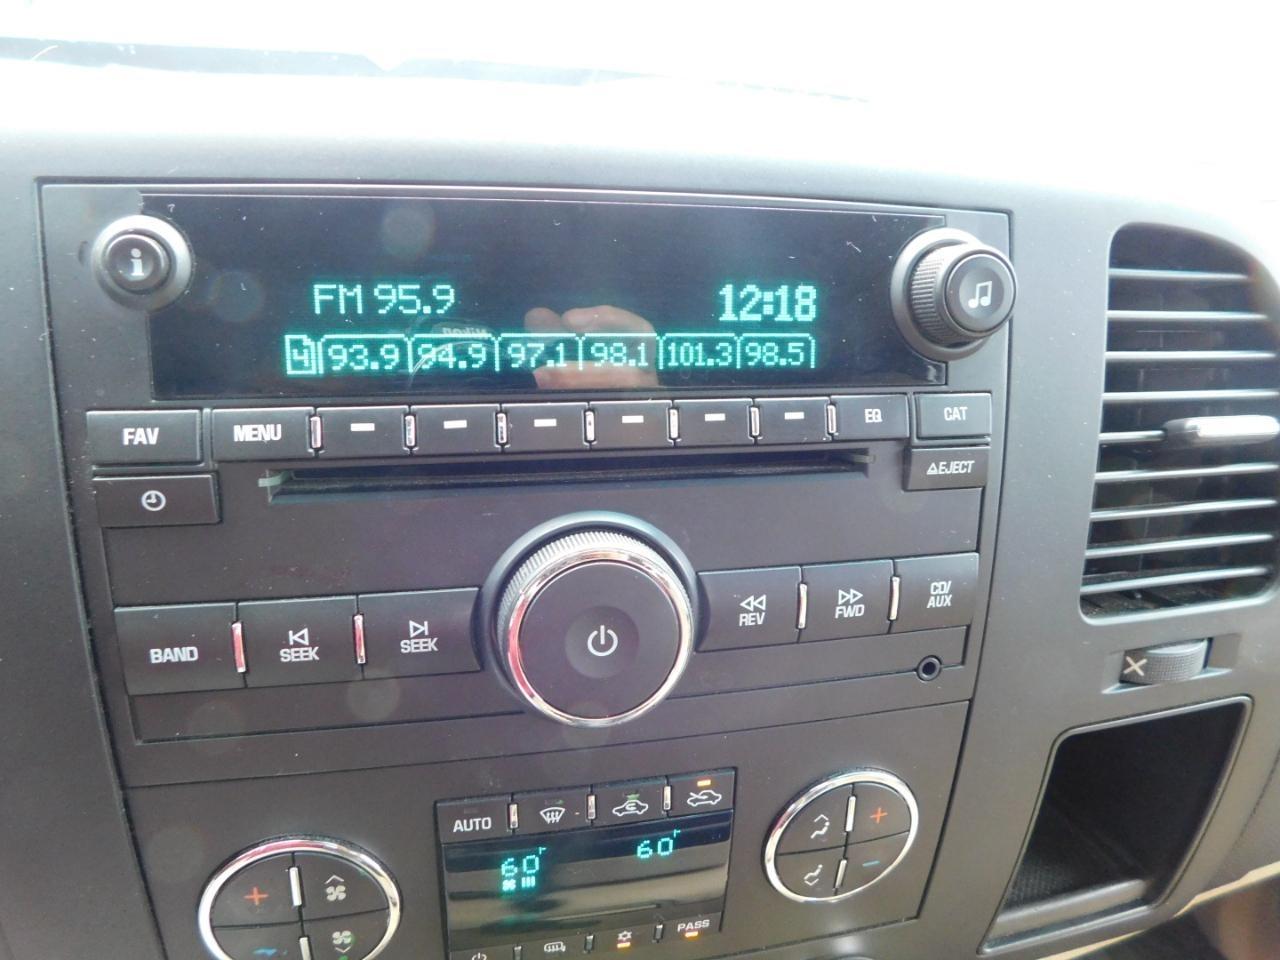 FM 95.9 12:18
4 93.9 94.9 97.1 98.1 101.3 98.5
FAV MENU EQ CAT
EJECT
BAND SEEK SEEK REV FWD CD/
AUX
AUTO
60° 60°
PASS